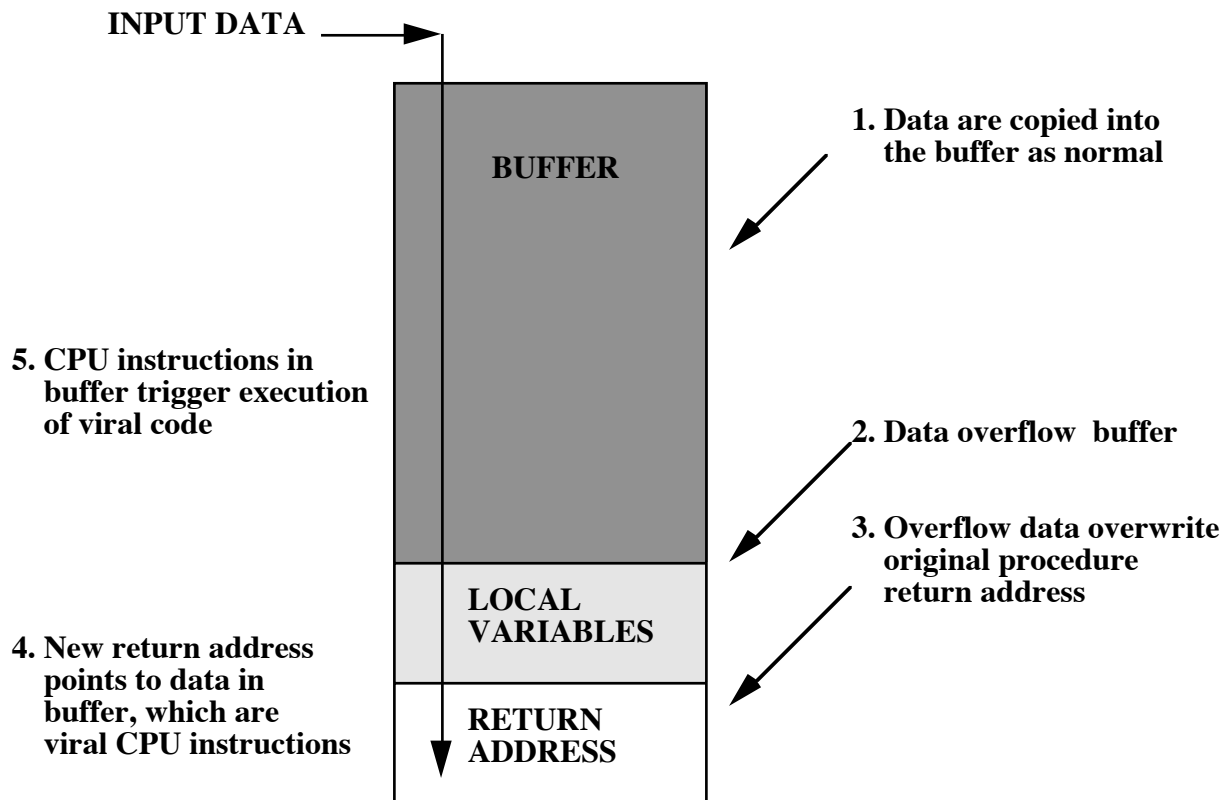 INPUT DATA
BUFFER
1. Data are copied into
the buffer as normal
2. Data overflow buffer
3. Overflow data overwrite
original procedure
return address
LOCAL
VARIABLES
RETURN
ADDRESS
4. New return address
points to data in
buffer, which are
viral CPU instructions
5. CPU instructions in
buffer trigger execution
of viral code